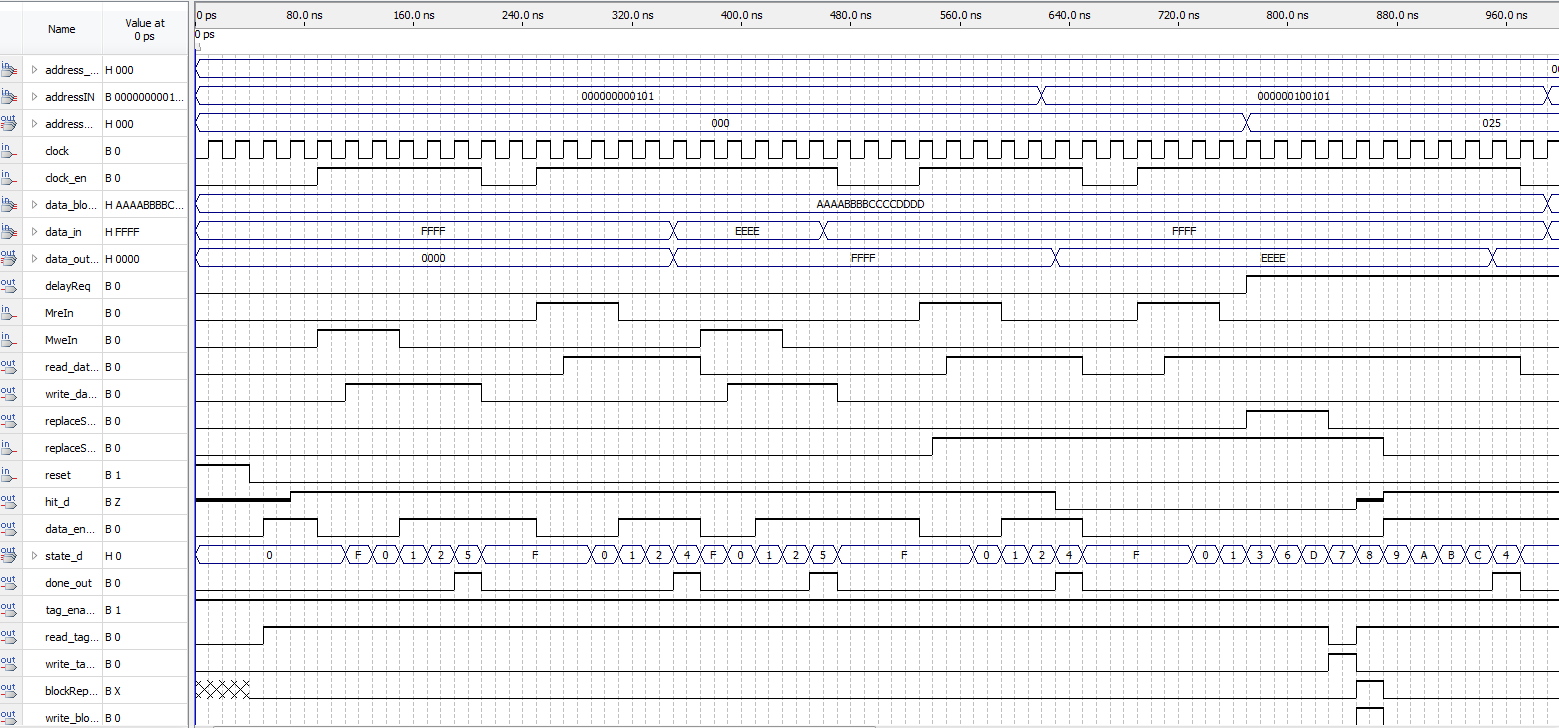 Name
Value at
0 ps
0 ps 80.0 ns 160.0 ns 240.0 ns 320.0 ns 400.0 ns 480.0 ns 560.0 ns 640.0 ns 720.0 ns 800.0 ns 880.0 ns 960.0 ns
0 ps
in address_... H 000
in addressIN B 0000000001... 000000000101 000000100101
out address... H 000 000 025
in clock B 0
in clock_en B 0
in data_blo... H AAAABBBBC... AAAABBBBCCCCDDDD
in data_in H FFFF FFFF EEEE FFFF
out data_out... H 0000 0000 FFFF EEEE
out delayReq B 0
in MreIn B 0
in MweIn B 0
out read_dat... B 0
out write_da... B 0
out replaceS... B 0
in replaceS... B 0
in reset B 1
out hit_d B Z
out data_en... B 0
out state_d H 0 0 F 0 1 2 5 F 0 1 2 4 F 0 1 2 5 F 0 1 2 4 F 0 1 3 6 D 7 8 9 A B C 4
out done_out B 0
out tag_ena... B 1
out read_tag... B 0
out write_ta... B 0
out blockRep... B X
out write_blo... B 0